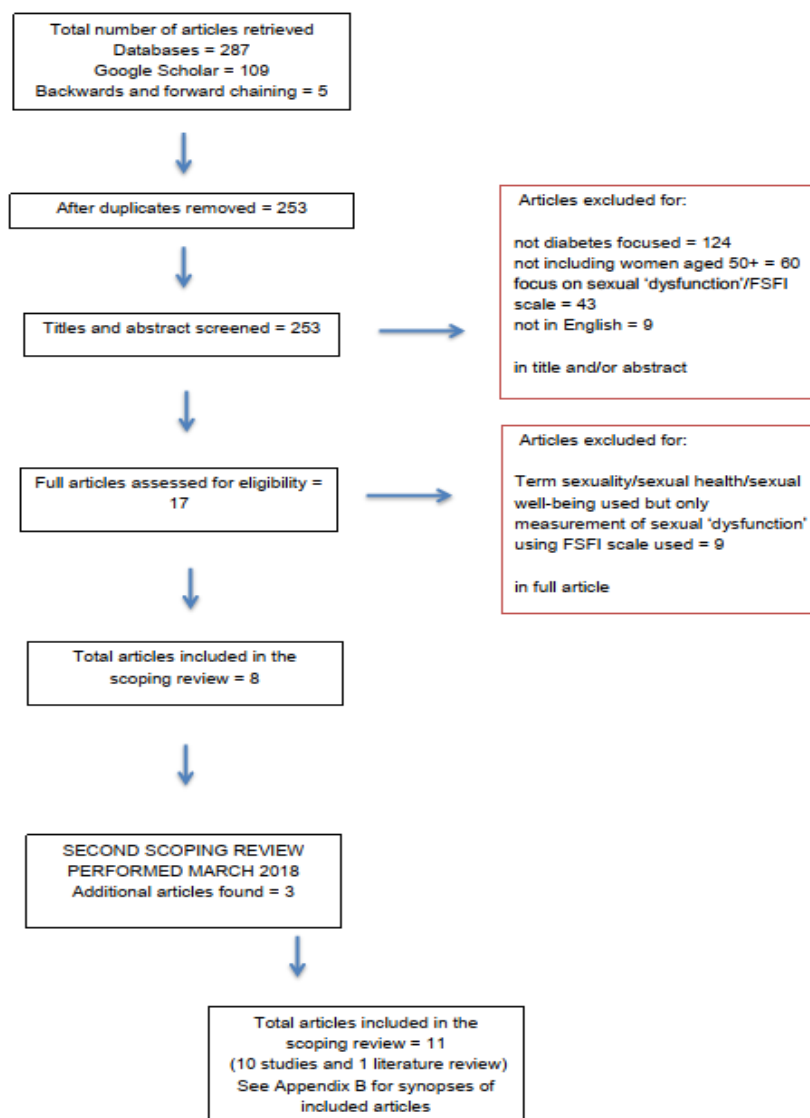 Total number of articles retrieved
Databases = 287
Google Scholar = 109
Backwards and forward chaining = 5
After duplicates removed = 253
Titles and abstract screened = 253
Articles excluded for:
not diabetes focused = 124
not including women aged 50+ = 60
focus on sexual ‘dysfunction’/FSFI
scale = 43
not in English = 9
in title and/or abstract
Full articles assessed for eligibility =
17
Articles excluded for:
Term sexuality/sexual health/sexual
well-being used but only
measurement of sexual ‘dysfunction’
using FSFI scale used = 9
in full article
Total articles included in the
scoping review = 8
SECOND SCOPING REVIEW
PERFORMED MARCH 2018
Additional articles found = 3
Total articles included in the
scoping review = 11
(10 studies and 1 literature review)
See Appendix B for synopses of
included articles